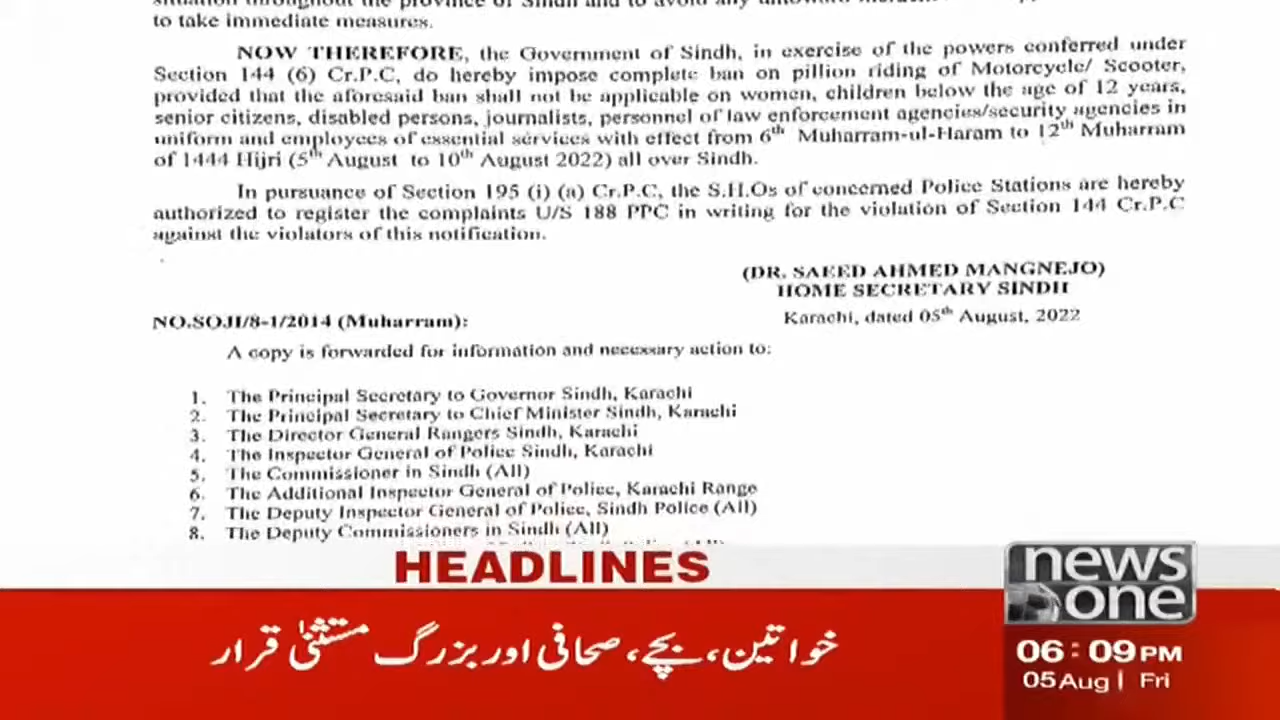 situation throughout the province of Sindh and to avoid any
to take immediate measures.
NOW THEREFORE, the Government of Sindh, in exercise of the powers conferred under
Section 144 (6) Cr.P.C, do hereby impose complete ban on pillion riding of Motorcycle/ Scooter,
provided that the aforesaid ban shall not be applicable on women, children below the age of 12 years,
senior citizens, disabled persons, journalists, personnel of law enforcement agencies/security agencies in
uniform and employees of essential services with effect from 6th Muharram-ul-Haram to 12th Muharram
of 1444 Hijri (5th August to 10th August 2022) all over Sindh.
In pursuance of Section 195 (i) (a) Cr.P.C, the S.H.Os of concerned Police Stations are hereby
authorized to register the complaints U/S 188 PPC in writing for the violation of Section 144 Cr.P.C
against the violators of this notification.
(DR. SAEED AHMED MANGNEJO)
HOME SECRETARY SINDH
Karachi, dated 05th August, 2022
NO.SOJI/8-1/2014 (Muharram):
A copy is forwarded for information and necessary action to:
1. The Principal Secretary to Governor Sindh, Karachi
2. The Principal Secretary to Chief Minister Sindh, Karachi
3. The Director General Rangers Sindh, Karachi
4. The Inspector General of Police Sindh, Karachi
5. The Commissioner in Sindh (All)
6. The Additional Inspector General of Police, Karachi Range
7. The Deputy Inspector General of Police, Sindh Police (All)
8. The Deputy Commissioners in Sindh (All)
HEADLINES
خواتین، بچے، صحافی اور بزرگ مستثنیٰ قرار
news
one
06:09 PM
05 Aug | Fri